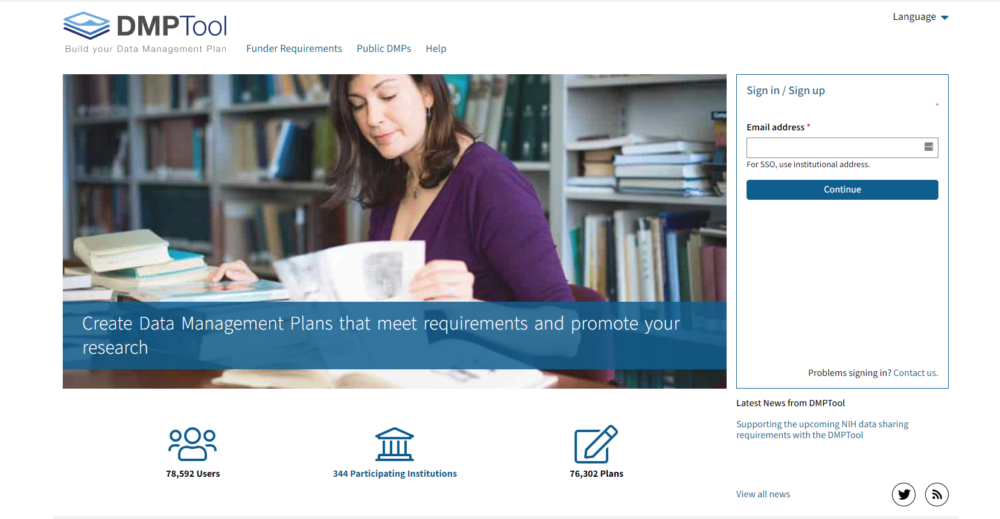 DMPTool
Build your Data Management Plan
Funder Requirements
Public DMPs
Help
Language
Create Data Management Plans that meet requirements and promote your
research
Sign in / Sign up
*
Email address *
For SSO, use institutional address.
Continue
Problems signing in? Contact us.
78,592 Users
344 Participating Institutions
76,302 Plans
Latest News from DMPTool
Supporting the upcoming NIH data sharing
requirements with the DMPTool
View all news